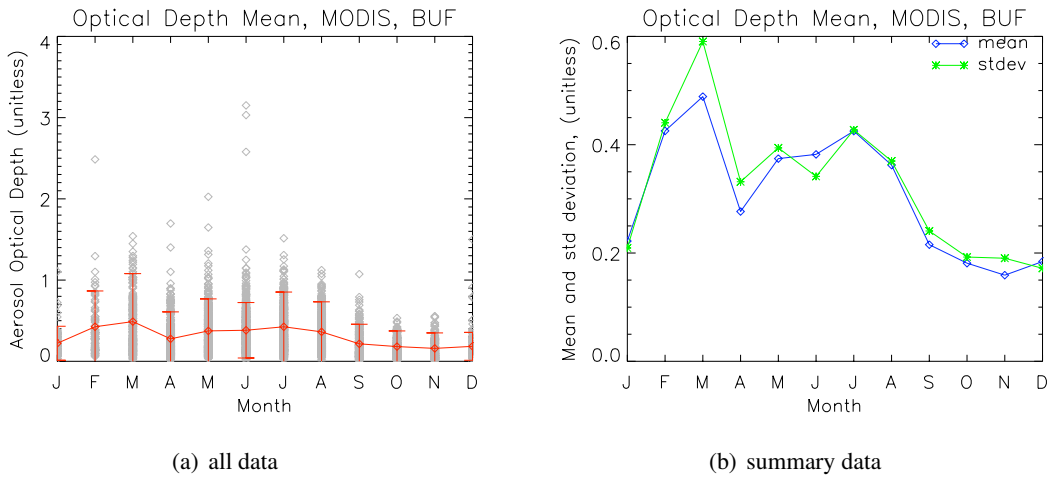 Optical Depth Mean, MODIS, BUF
Aerosol Optical Depth (unitless)
4
3
2
1
0
J F M A M J J A S O N D
Month
(a) all data
Optical Depth Mean, MODIS, BUF
mean
stdev
Mean and std deviation, (unitless)
0.6
0.4
0.2
0.0
J F M A M J J A S O N D
Month
(b) summary data